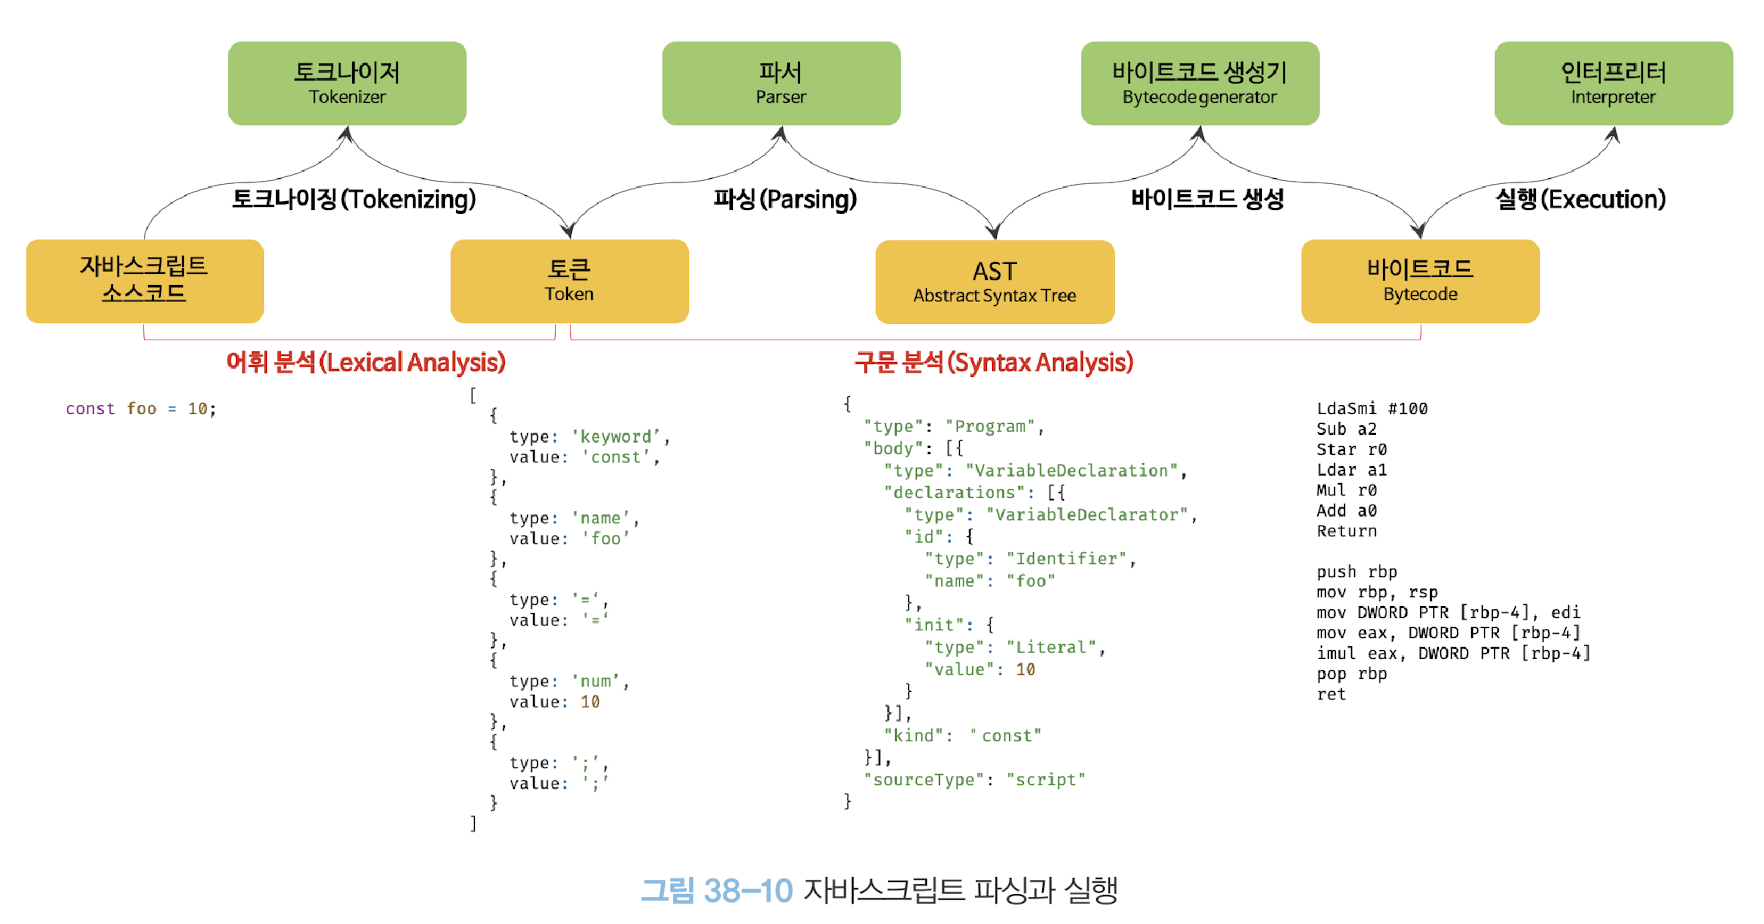 토크나이저
Tokenizer
파서
Parser
바이트코드 생성기
Bytecode generator
인터프리터
Interpreter
토크나이징(Tokenizing)
파싱(Parsing)
바이트코드 생성
실행(Execution)
자바스크립트
소스코드
토큰
Token
AST
Abstract Syntax Tree
바이트코드
Bytecode
어휘 분석(Lexical Analysis)
구문 분석(Syntax Analysis)
const foo = 10;
[
  {
    type: 'keyword’,
    value: 'const’,
  },
  {
    type: 'name’,
    value: 'foo’
  },
  {
    type: '=‘,
    value: '=‘
  },
  {
    type: 'num’,
    value: 10
  },
  {
    type: ';’,
    value: ';’
  }
]
{
  "type": "Program",
  "body": [{
    "type": "VariableDeclaration",
    "declarations": [{
      "type": "VariableDeclarator",
      "id": {
        "type": "Identifier",
        "name": "foo"
      },
      "init": {
        "type": "Literal",
        "value": 10
      }
    }],
    "kind": "const"
  }],
  "sourceType": "script"
}
LdaSmi #100
Sub a2
Star r0
Ldar a1
Mul r0
Add a0
Return
push rbp
mov rbp, rsp
mov DWORD PTR [rbp-4], edi
mov eax, DWORD PTR [rbp-4]
imul eax, DWORD PTR [rbp-4]
pop rbp
ret
그림 38-10 자바스크립트 파싱과 실행